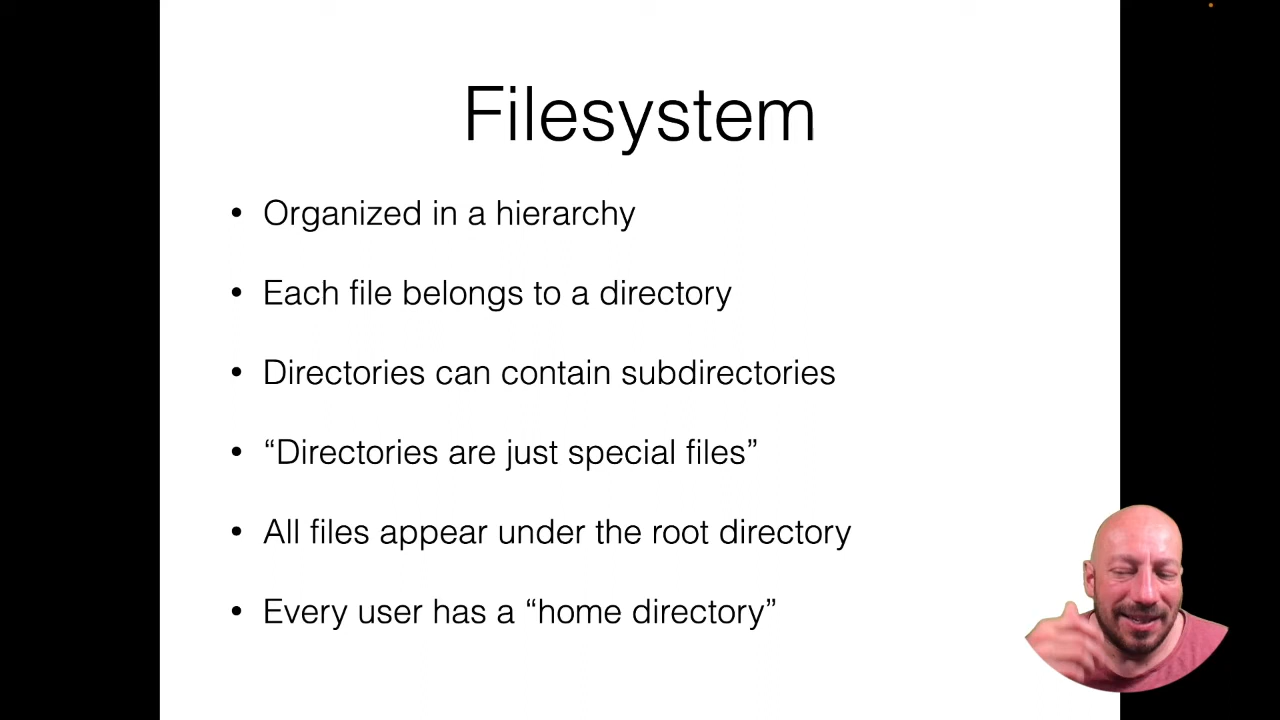 Filesystem
• Organized in a hierarchy
• Each file belongs to a directory
• Directories can contain subdirectories
• “Directories are just special files”
• All files appear under the root directory
• Every user has a “home directory”